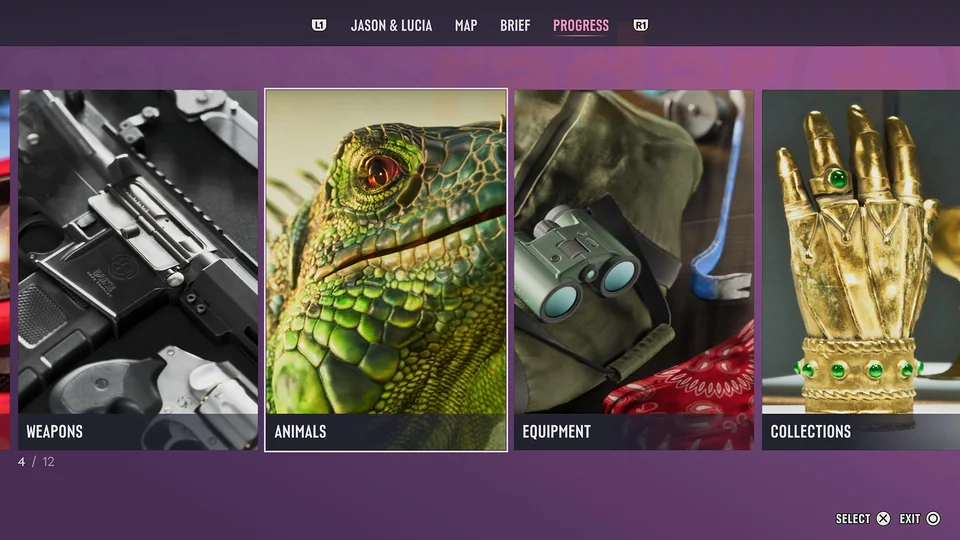 L1 JASON & LUCIA MAP BRIEF PROGRESS R1
WEAPONS
ANIMALS
EQUIPMENT
COLLECTIONS
4 / 12
SELECT EXIT